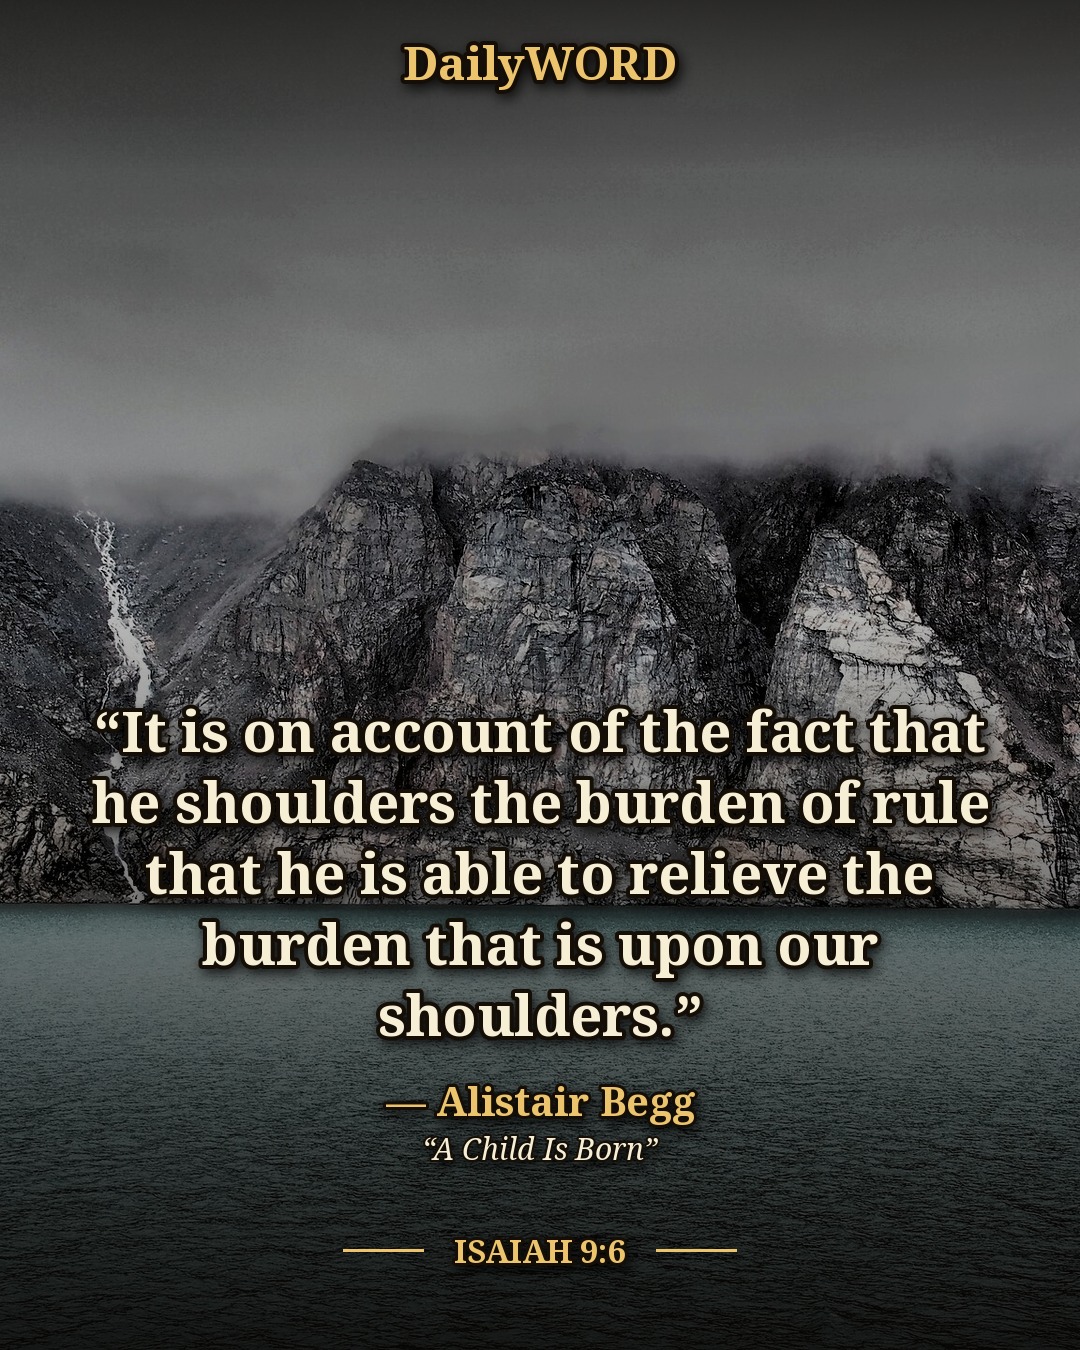 DailyWORD
“It is on account of the fact that
he shoulders the burden of rule
that he is able to relieve the
burden that is upon our
shoulders.”
— Alistair Begg
“A Child Is Born”
ISAIAH 9:6